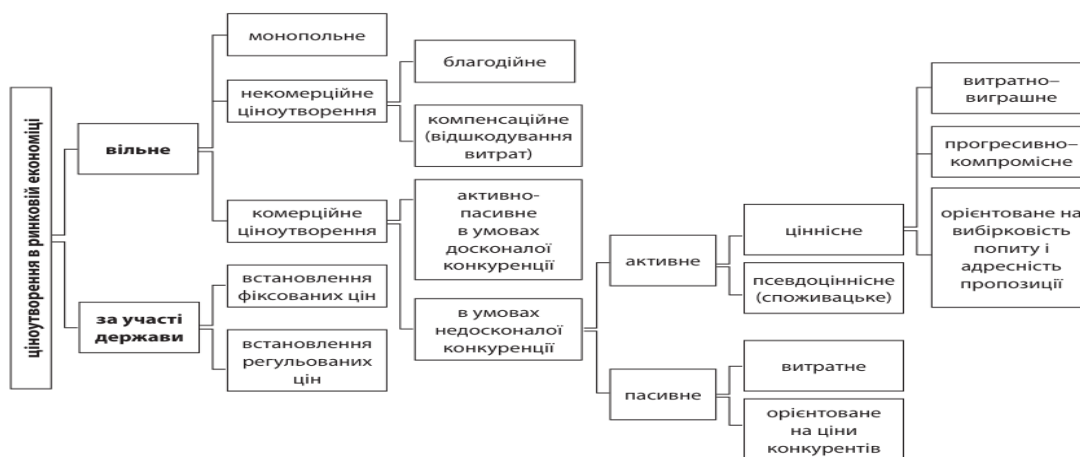 ціноутворення в ринковій економіці
вільне
за участі
держави
монопольне
некомерційне
ціноутворення
комерційне
ціноутворення
встановлення
фіксованих цін
встановлення
регульованих
цін
благодійне
компенсаційне
(відшкодування
витрат)
активно-
пасивне
в умовах
досконалої
конкуренції
в умовах
недосконалої
конкуренції
активне
пасивне
ціннісне
псевдоціннісне
(споживацьке)
витратне
орієнтоване
на ціни
конкурентів
витратно–
виграшне
прогресивно–
компромісне
орієнтоване на
вибірковість
попиту і
адресність
пропозиції